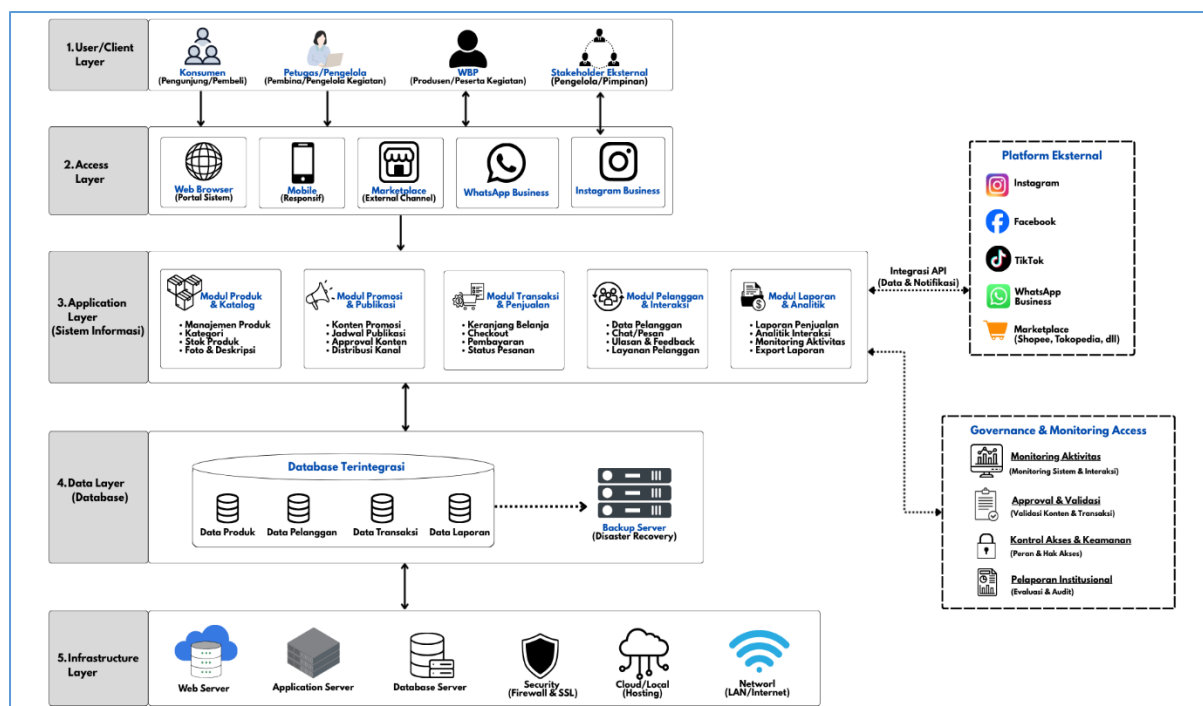 1. User/Client
Layer
Konsumen
(Pengunjung/Pembeli)
Petugas/Pengelola
(Pembina/Pengelola Kegiatan)
WBP
(Produsen/Peserta Kegiatan)
Stakeholder Eksternal
(Pengelola/Pimpinan)
2. Access
Layer
Web Browser
(Portal Sistem)
Mobile
(Responsif)
Marketplace
(External Channel)
WhatsApp Business
Instagram Business
3. Application
Layer
(Sistem Informasi)
Modul Produk
& Katalog
• Manajemen Produk
• Kategori
• Stok Produk
• Foto & Deskripsi
Modul Promosi
& Publikasi
• Konten Promosi
• Jadwal Publikasi
• Approval Konten
• Distribusi Kanal
Modul Transaksi
& Penjualan
• Keranjang Belanja
• Checkout
• Pembayaran
• Status Pesanan
Modul Pelanggan
& Interaksi
• Data Pelanggan
• Chat/Pesan
• Ulasan & Feedback
• Layanan Pelanggan
Modul Laporan
& Analitik
• Laporan Penjualan
• Analitik Interaksi
• Monitoring Aktivitas
• Export Laporan
Integrasi API
(Data & Notifikasi)
Platform Eksternal
Instagram
Facebook
TikTok
WhatsApp
Business
Marketplace
(Shopee, Tokopedia, dll)
4. Data Layer
(Database)
Database Terintegrasi
Data Produk
Data Pelanggan
Data Transaksi
Data Laporan
Backup Server
(Disaster Recovery)
Governance & Monitoring Access
Monitoring Aktivitas
(Monitoring Sistem & Interaksi)
Approval & Validasi
(Validasi Konten & Transaksi)
Kontrol Akses & Keamanan
(Peran & Hak Akses)
Pelaporan Institusional
(Evaluasi & Audit)
5. Infrastructure
Layer
Web Server
Application Server
Database Server
Security
(Firewall & SSL)
Cloud/Local
(Hosting)
Networl
(LAN/Internet)